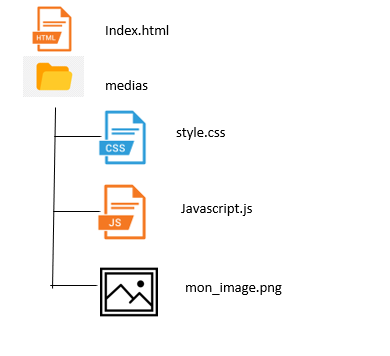 HTML
Index.html
medias
CSS
style.css
JS
Javascript.js
mon_image.png